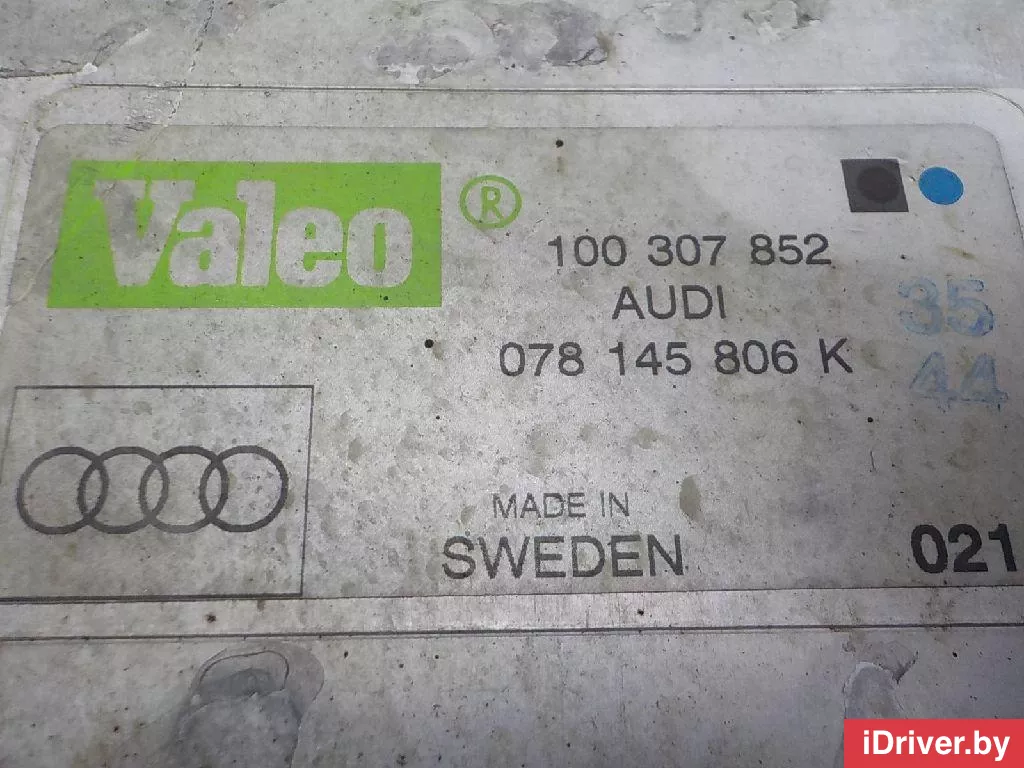 Valeo ®
100 307 852
AUDI
35
078 145 806 K
44
MADE IN
SWEDEN
021
iDriver.by